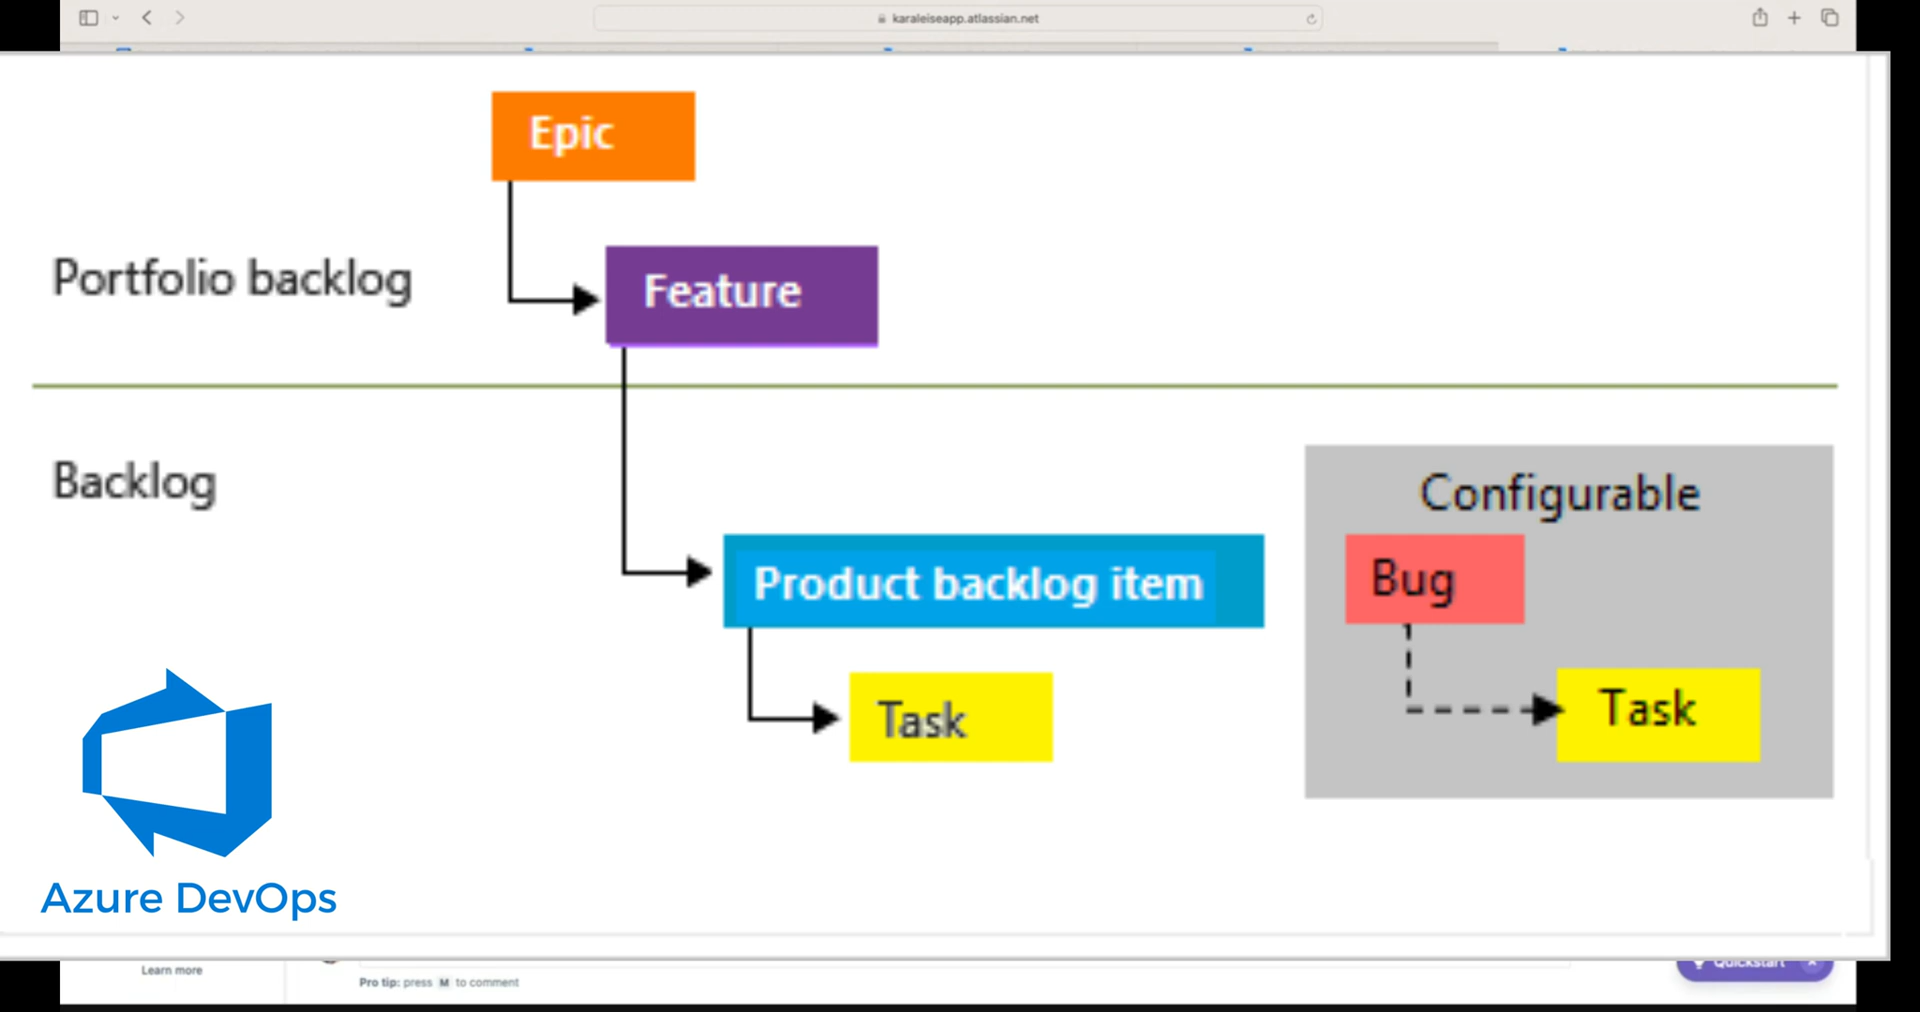 karaleiseapp.atlassian.net
Epic
Portfolio backlog
Feature
Backlog
Configurable
Product backlog item
Bug
Task
Task
Azure DevOps
Learn more
Quickstart
Pro tip: press M to comment